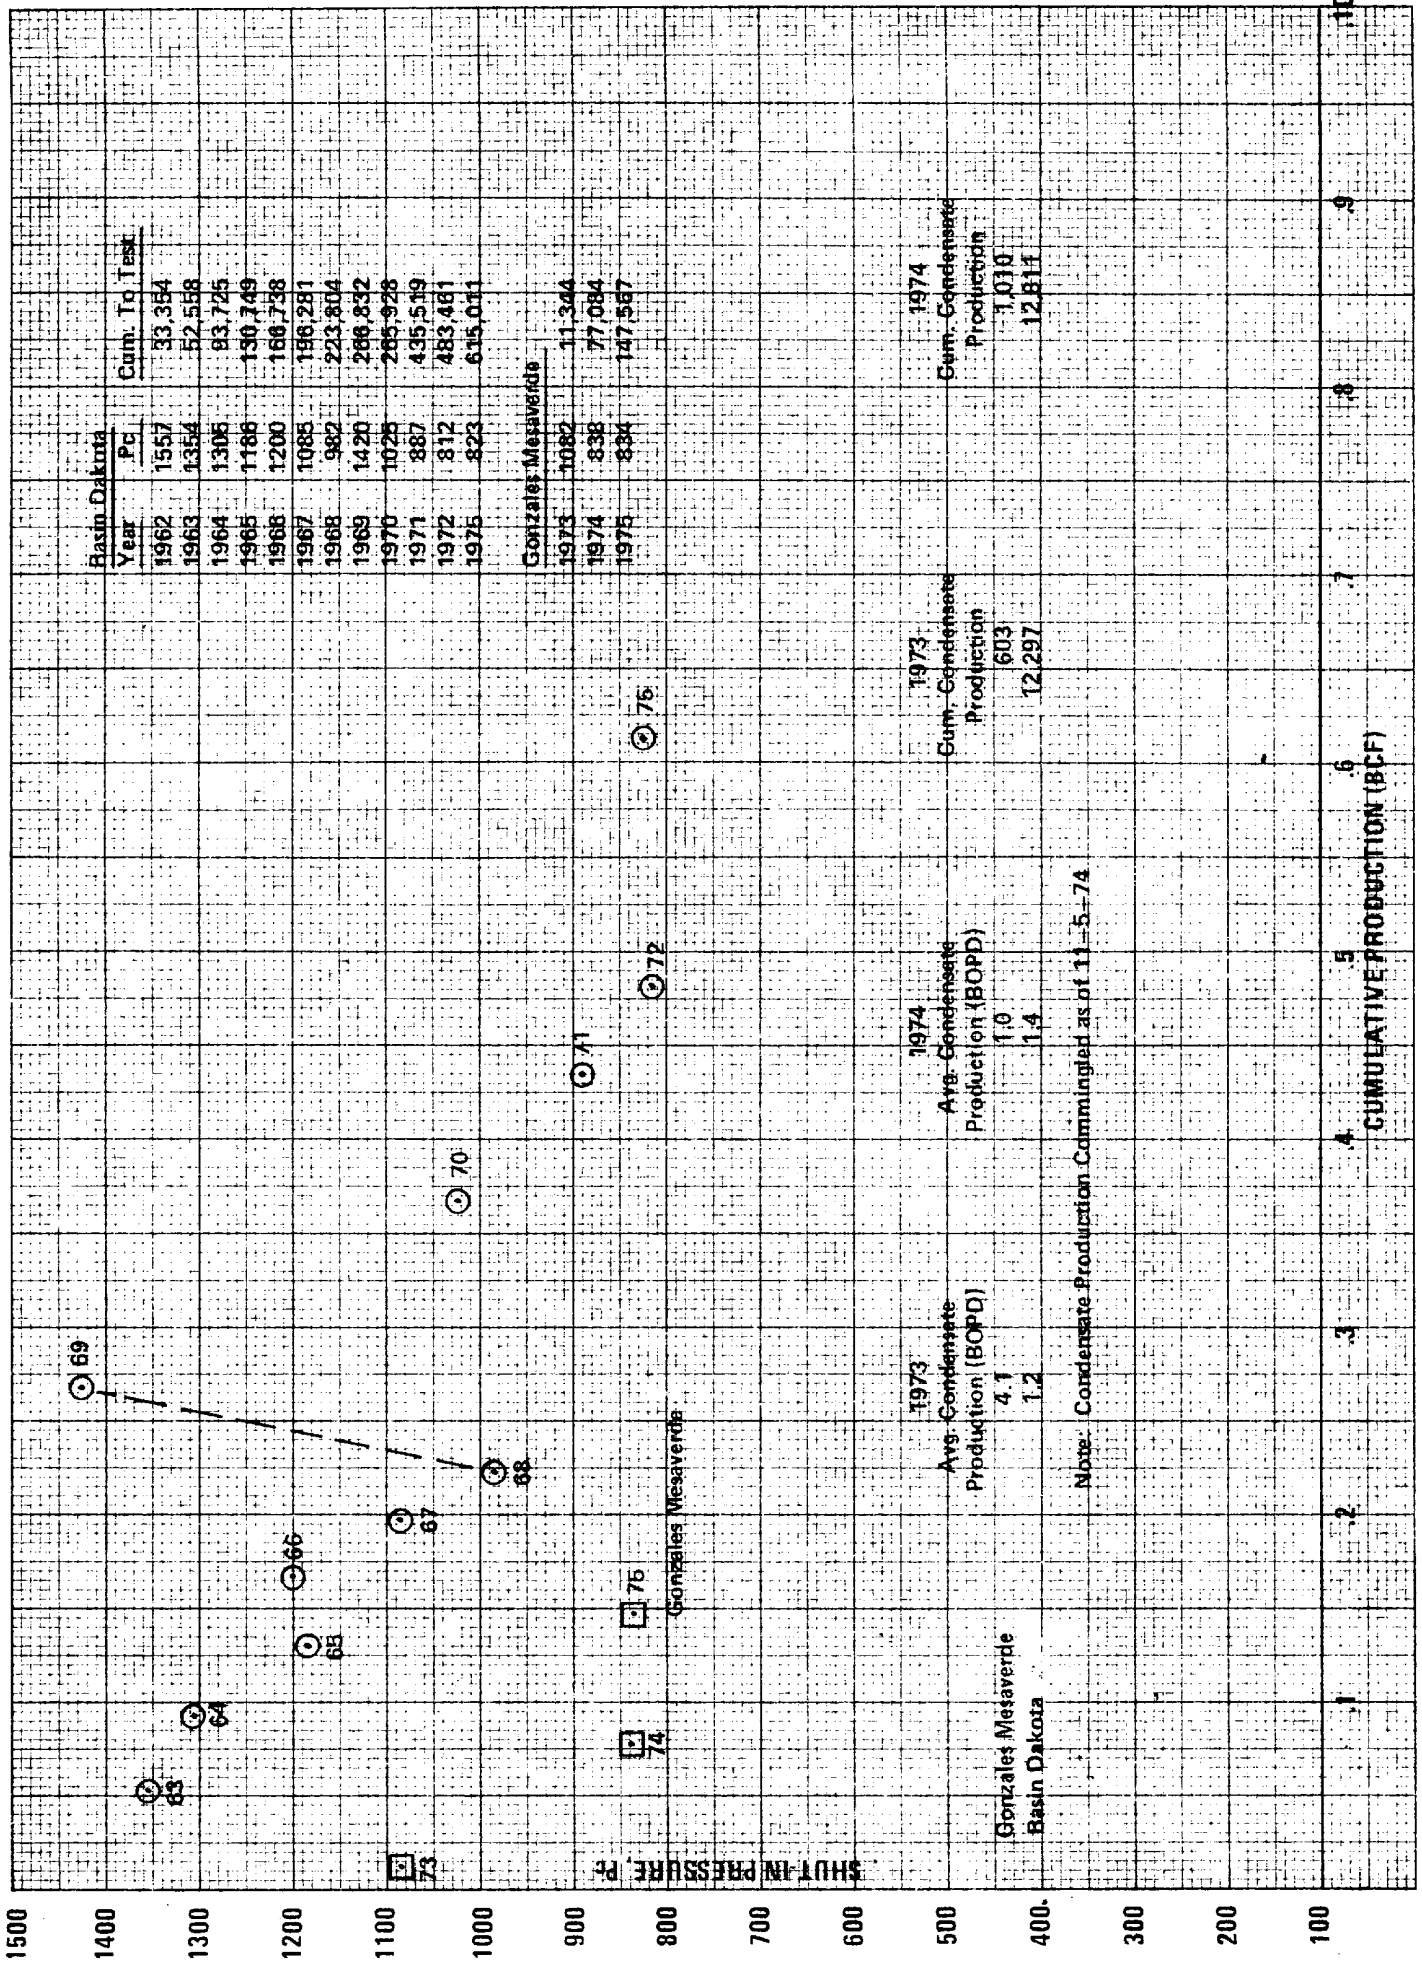 Basin Dakota
Year Pc Cum. To Test
1962 1557 33,354
1963 1354 52,558
1964 1305 93,725
1965 1186 130,749
1966 1200 166,738
1967 1085 196,281
1968 982 223,804
1969 1420 266,832
1970 1025 265,928
1971 887 435,519
1972 812 483,461
1975 823 615,011
Gonzales Mesaverde
1973 1082 11,344
1974 838 77,084
1975 834 147,567
1500
1400
1300
1200
1100
1000
900
800
700
600
500
400
300
200
100
SHUT-IN PRESSURE, Pc
63
64
65
66
67
68
69
70
71
72
75
73
74
75
Gonzales Mesaverde
1973 1974 1973 1974
Avg. Condensate Avg. Condensate Cum. Condensate Cum. Condensate
Production (BOPD) Production (BOPD) Production Production
Gonzales Mesaverde 4.1 1.0 603 1,010
Basin Dakota 1.2 1.4 12,297 12,811
Note: Condensate Production Commingled as of 11-5-74
.1 .2 .3 .4 .5 .6 .7 .8 .9
CUMULATIVE PRODUCTION (BCF)